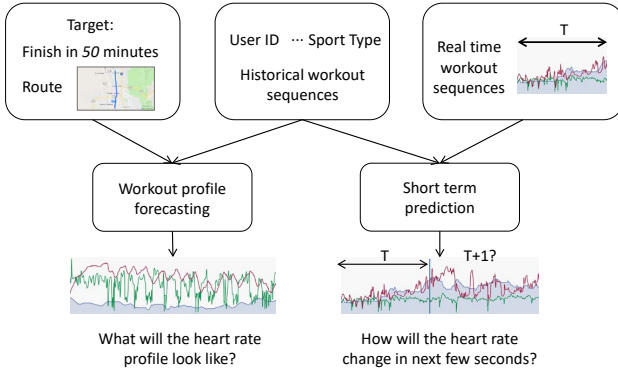 Target:
Finish in 50 minutes
Route
User ID ··· Sport Type
Historical workout
sequences
Real time
workout
sequences
T
Workout profile
forecasting
Short term
prediction
T
T+1?
What will the heart rate
profile look like?
How will the heart rate
change in next few seconds?